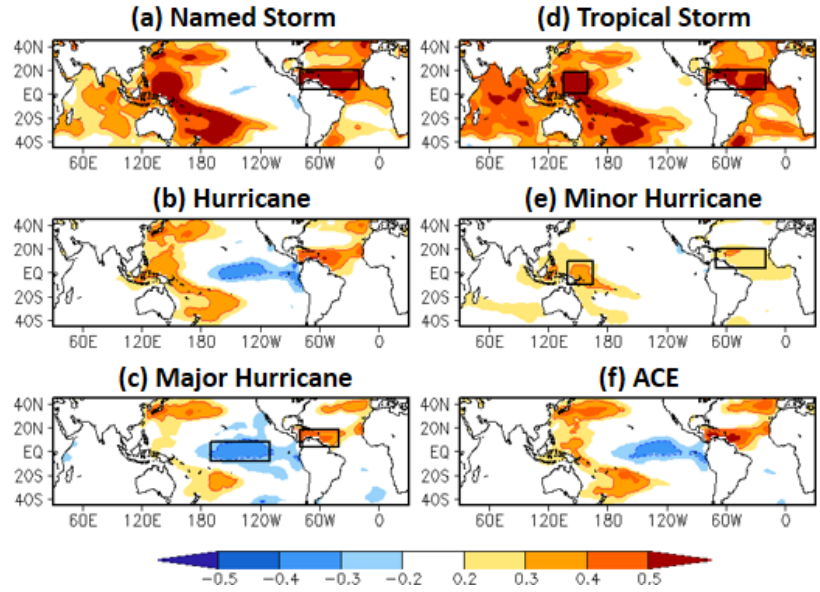 (a) Named Storm
40N
20N
EQ
20S
40S
60E 120E 180 120W 60W 0
(d) Tropical Storm
40N
20N
EQ
20S
40S
60E 120E 180 120W 60W 0
(b) Hurricane
40N
20N
EQ
20S
40S
60E 120E 180 120W 60W 0
(e) Minor Hurricane
40N
20N
EQ
20S
40S
60E 120E 180 120W 60W 0
(c) Major Hurricane
40N
20N
EQ
20S
40S
60E 120E 180 120W 60W 0
(f) ACE
40N
20N
EQ
20S
40S
60E 120E 180 120W 60W 0
-0.5 -0.4 -0.3 -0.2 0.2 0.3 0.4 0.5